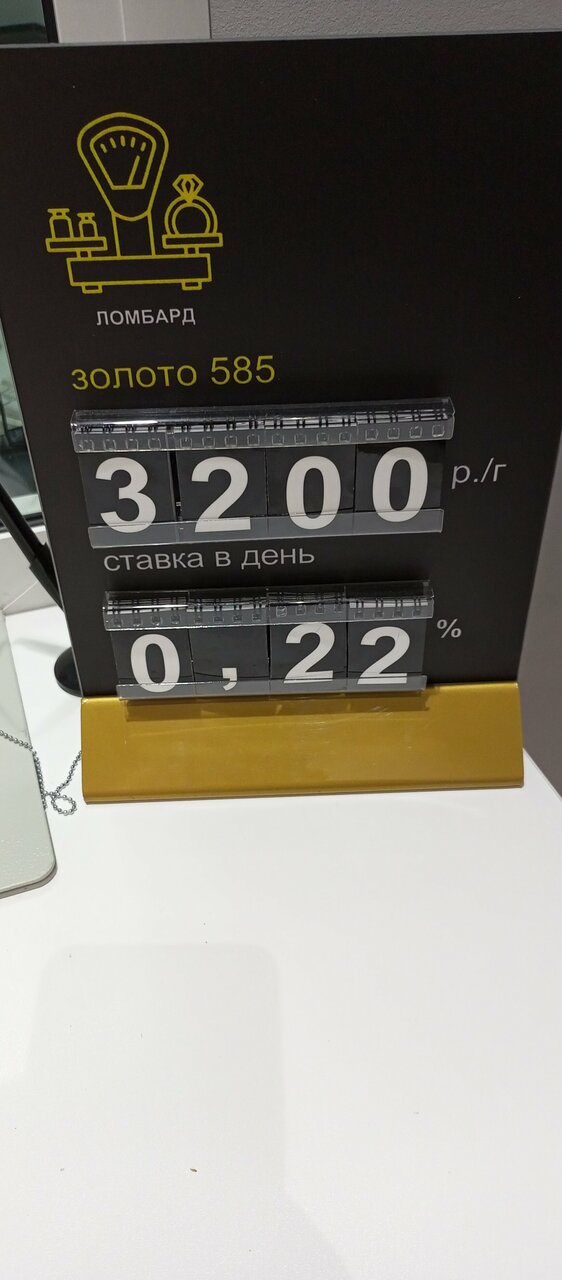 ЛОМБАРД
золото 585
3200 р./г
ставка в день
0,22 %